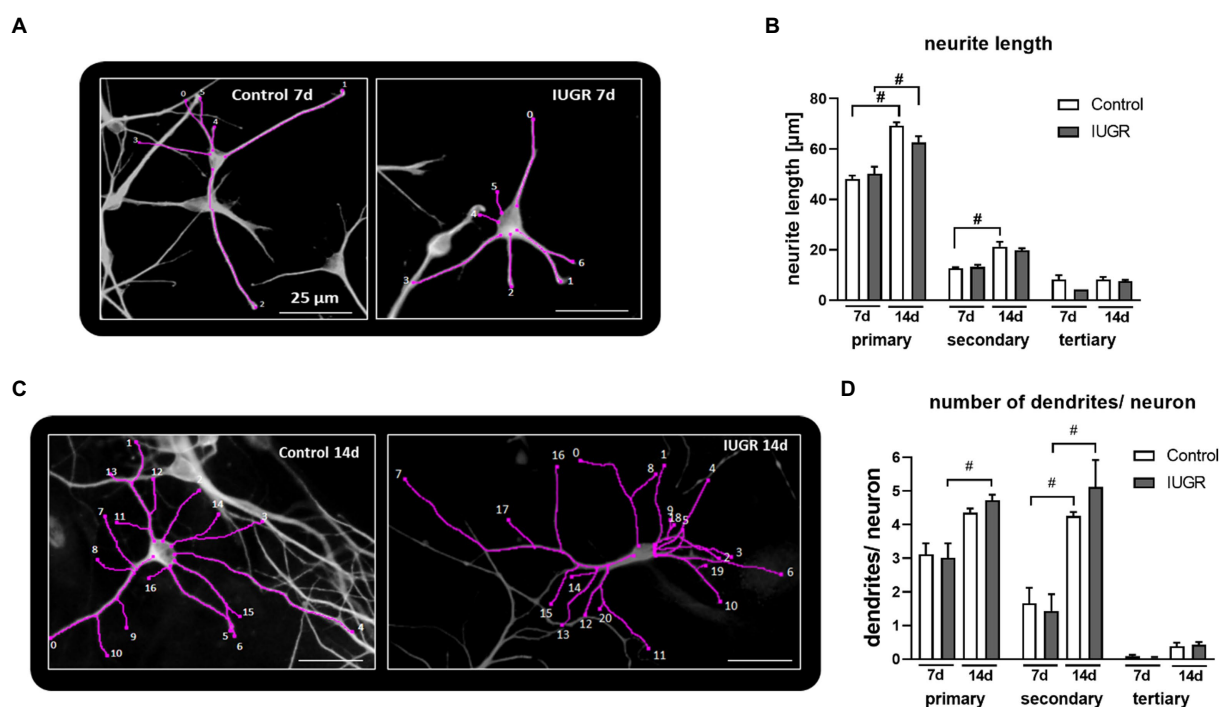 A
Control 7d
0
5
1
4
3
2
25 µm
IUGR 7d
0
5
4
3
2
1
6
B
neurite length
neurite length [µm]
80
60
40
20
0
#
#
#
Control
IUGR
7d
14d
7d
14d
7d
14d
primary
secondary
tertiary
C
Control 14d
1
13
12
2
7
11
14
3
8
16
15
9
5
6
4
0
10
IUGR 14d
7
16
0
8
1
4
17
9
18
5
2
3
19
6
14
15
13
12
20
10
11
D
number of dendrites/ neuron
dendrites/ neuron
6
5
4
3
2
1
0
#
#
#
Control
IUGR
7d
14d
7d
14d
7d
14d
primary
secondary
tertiary